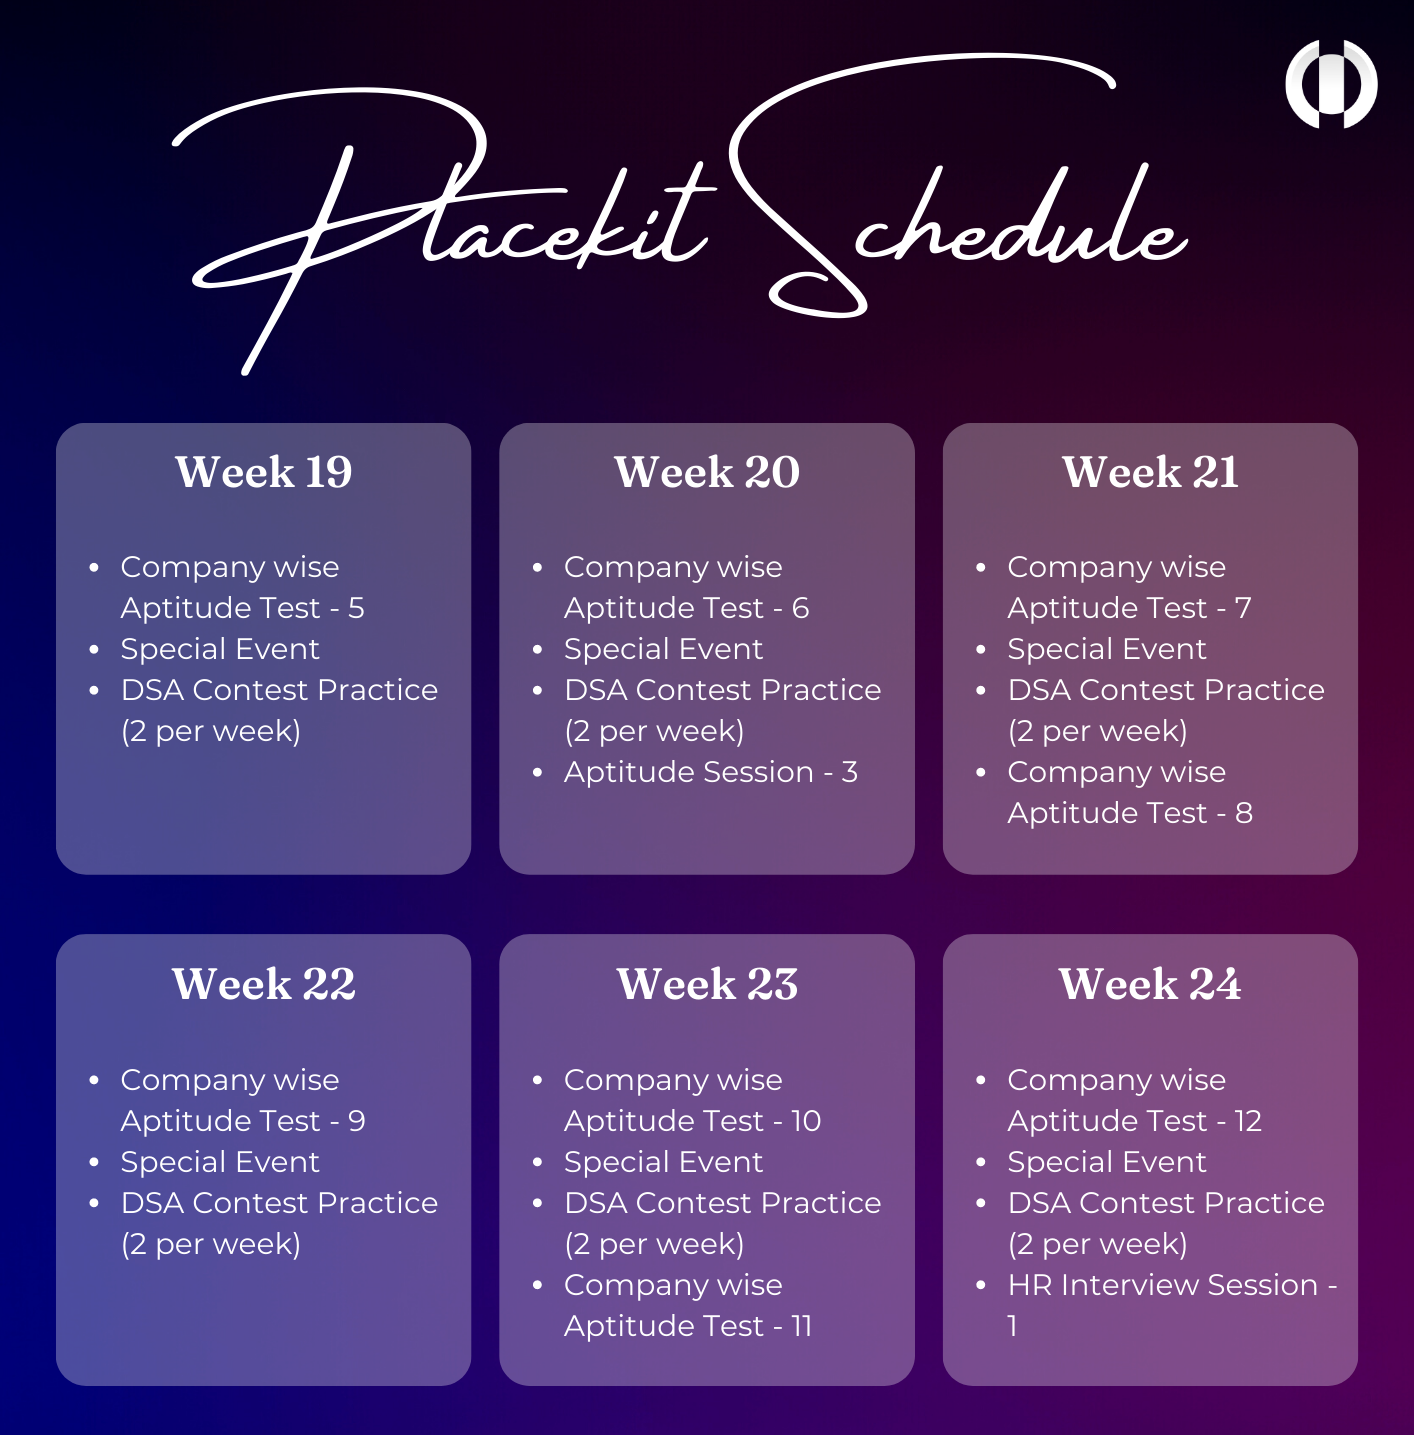 Placekit Schedule
Week 19
• Company wise
Aptitude Test - 5
• Special Event
• DSA Contest Practice
(2 per week)
Week 20
• Company wise
Aptitude Test - 6
• Special Event
• DSA Contest Practice
(2 per week)
• Aptitude Session - 3
Week 21
• Company wise
Aptitude Test - 7
• Special Event
• DSA Contest Practice
(2 per week)
• Company wise
Aptitude Test - 8
Week 22
• Company wise
Aptitude Test - 9
• Special Event
• DSA Contest Practice
(2 per week)
Week 23
• Company wise
Aptitude Test - 10
• Special Event
• DSA Contest Practice
(2 per week)
• Company wise
Aptitude Test - 11
Week 24
• Company wise
Aptitude Test - 12
• Special Event
• DSA Contest Practice
(2 per week)
• HR Interview Session -
1